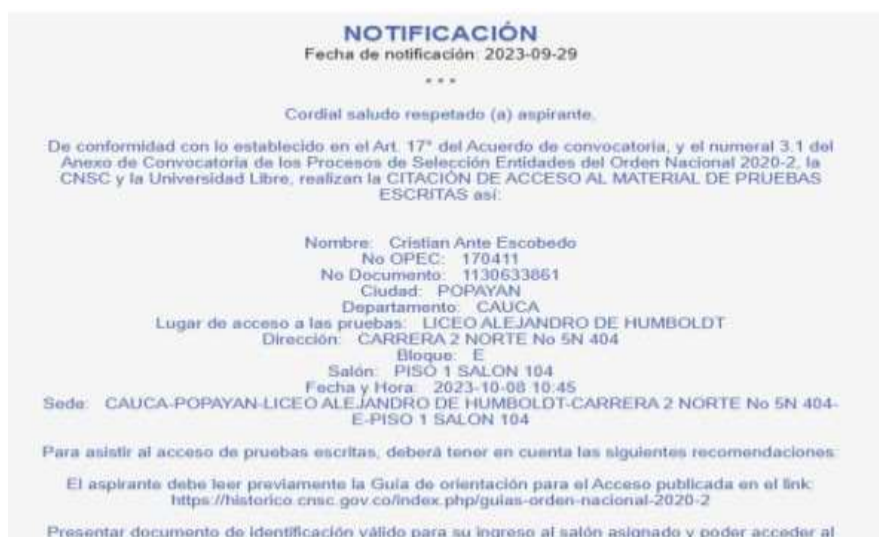 NOTIFICACIÓN
Fecha de notificación: 2023-09-29
* * *
Cordial saludo respetado (a) aspirante,
De conformidad con lo establecido en el Art. 17° del Acuerdo de convocatoria, y el numeral 3.1 del
Anexo de Convocatoria de los Procesos de Selección Entidades del Orden Nacional 2020-2, la
CNSC y la Universidad Libre, realizan la CITACIÓN DE ACCESO AL MATERIAL DE PRUEBAS
ESCRITAS así:
Nombre: Cristian Ante Escobedo
No OPEC: 170411
No Documento: 1130633861
Ciudad: POPAYAN
Departamento: CAUCA
Lugar de acceso a las pruebas: LICEO ALEJANDRO DE HUMBOLDT
Dirección: CARRERA 2 NORTE No 5N 404
Bloque: E
Salón: PISO 1 SALON 104
Fecha y Hora: 2023-10-08 10:45
Sede: CAUCA-POPAYAN-LICEO ALEJANDRO DE HUMBOLDT-CARRERA 2 NORTE No 5N 404-
E-PISO 1 SALON 104
Para asistir al acceso de pruebas escritas, deberá tener en cuenta las siguientes recomendaciones:
El aspirante debe leer previamente la Guía de orientación para el Acceso publicada en el link:
https://historico.cnsc.gov.co/index.php/guias-orden-nacional-2020-2
Presentar documento de identificación válido para su ingreso al salón asignado y poder acceder al